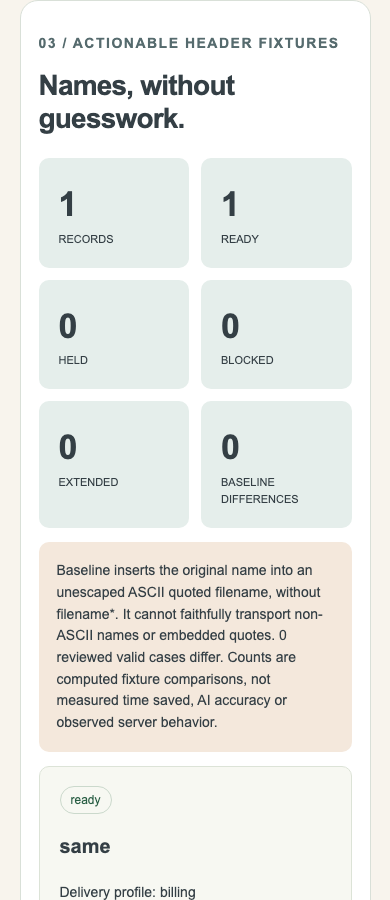 03 / ACTIONABLE HEADER FIXTURES
Names, without
guesswork.
1
RECORDS
1
READY
0
HELD
0
BLOCKED
0
EXTENDED
0
BASELINE
DIFFERENCES
Baseline inserts the original name into an
unescaped ASCII quoted filename, without
filename*. It cannot faithfully transport non-
ASCII names or embedded quotes. 0
reviewed valid cases differ. Counts are
computed fixture comparisons, not
measured time saved, AI accuracy or
observed server behavior.
ready
same
Delivery profile: billing